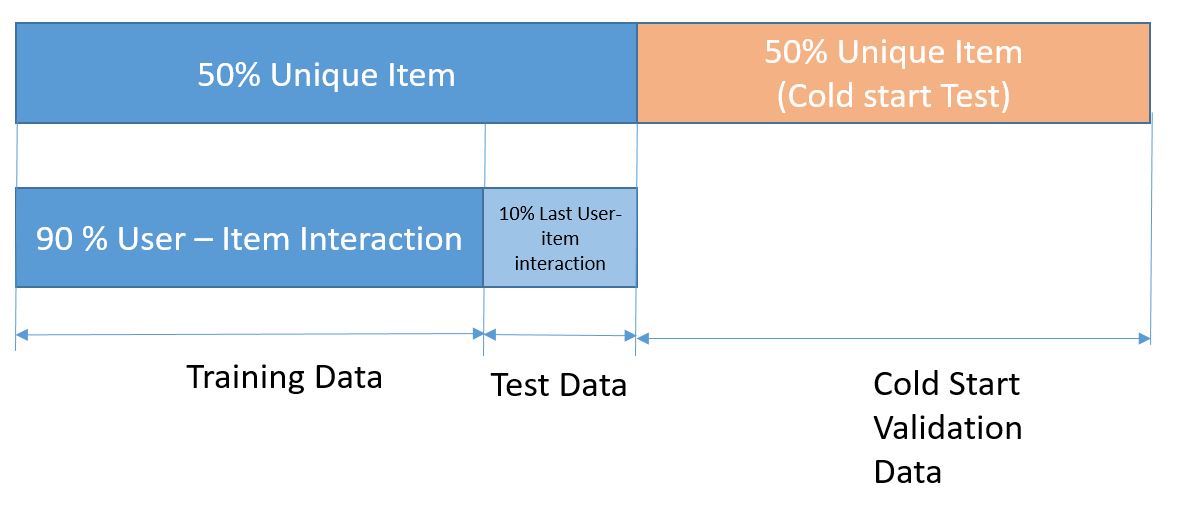 50% Unique Item
50% Unique Item
(Cold start Test)
90 % User – Item Interaction
10% Last User-
item
interaction
Training Data
Test Data
Cold Start
Validation
Data